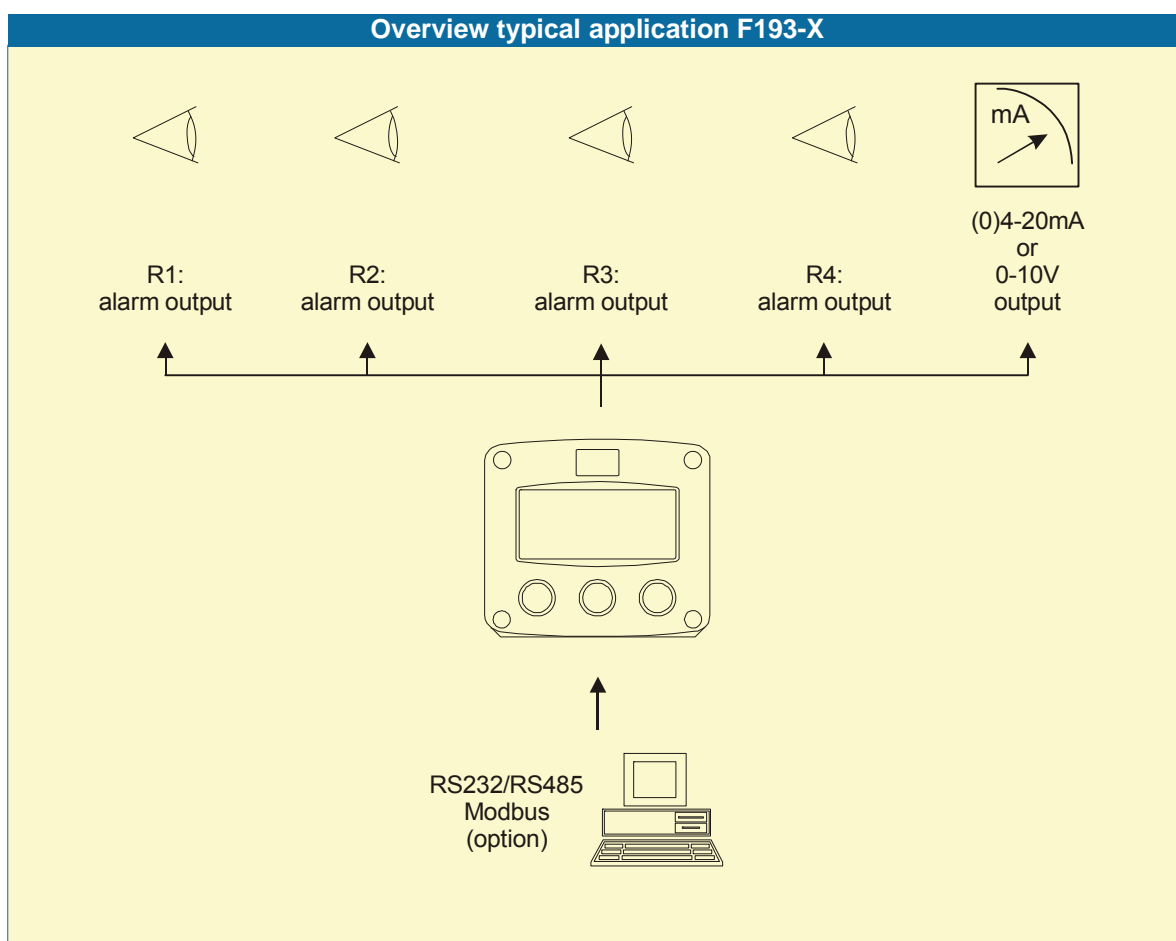 Overview typical application F193-X
mA
(0)4-20mA
or
0-10V
output
R1:
alarm output
R2:
alarm output
R3:
alarm output
R4:
alarm output
RS232/RS485
Modbus
(option)